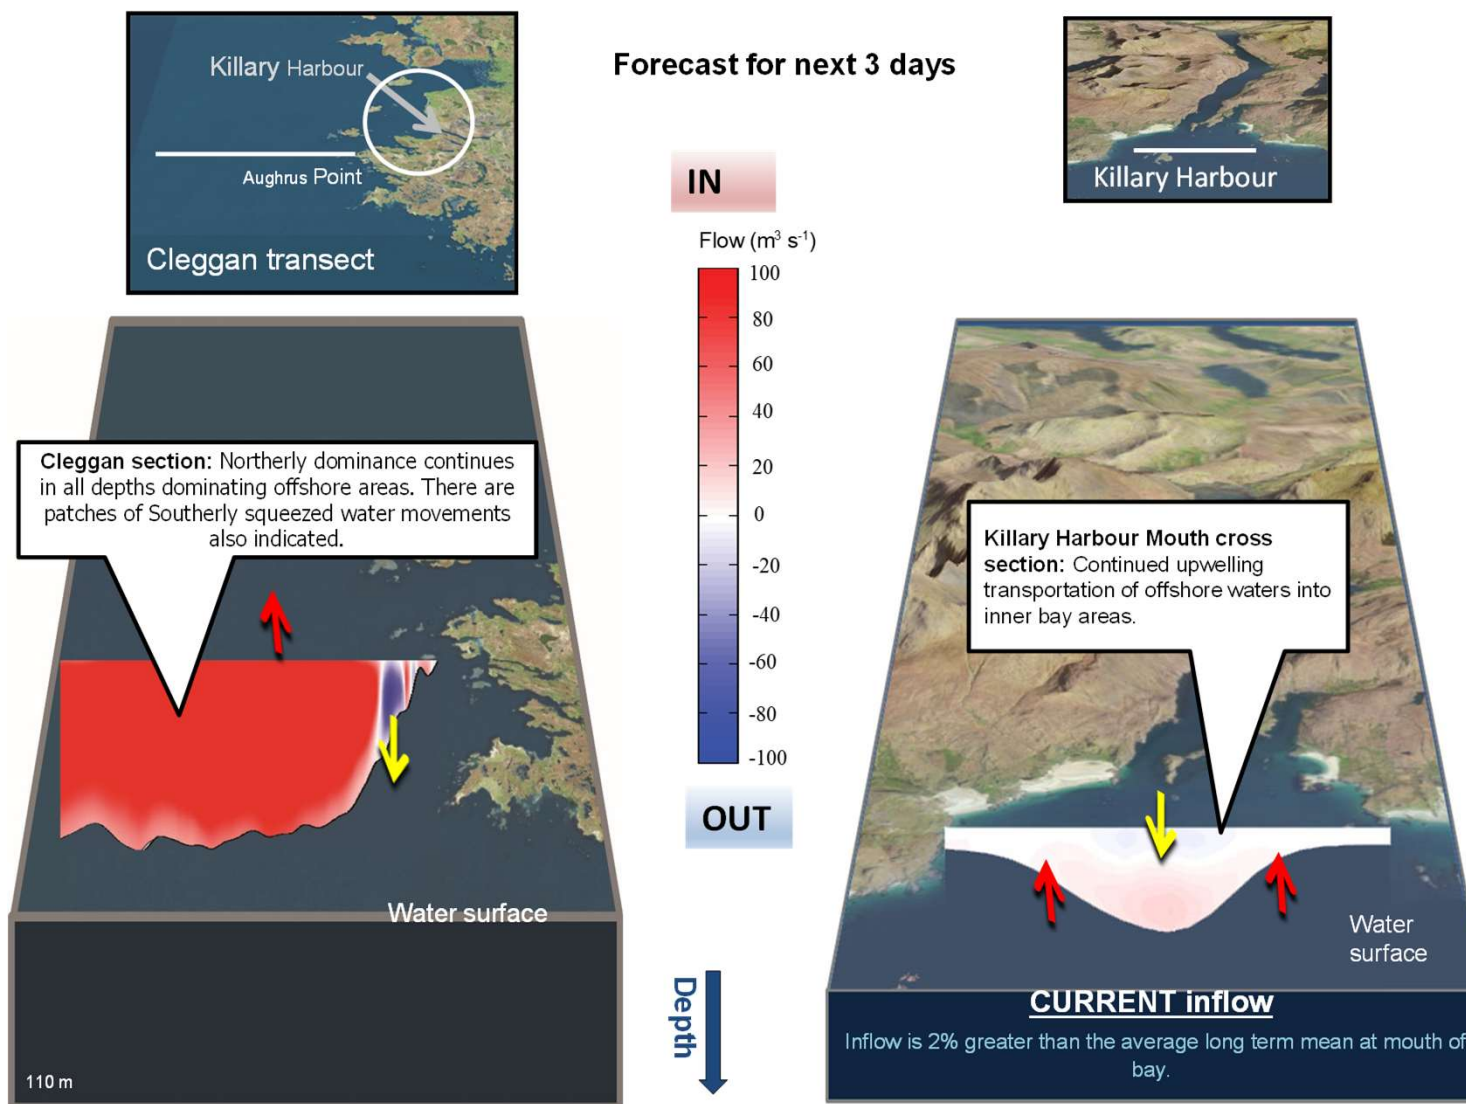 Killary Harbour
Aughrus Point
Cleggan transect
Forecast for next 3 days
Killary Harbour
IN
Flow (m³ s⁻¹)
100
80
60
40
20
0
-20
-40
-60
-80
-100
OUT
Cleggan section: Northerly dominance continues
in all depths dominating offshore areas. There are
patches of Southerly squeezed water movements
also indicated.
Water surface
110 m
Depth
Killary Harbour Mouth cross
section: Continued upwelling
transportation of offshore waters into
inner bay areas.
Water
surface
CURRENT inflow
Inflow is 2% greater than the average long term mean at mouth of
bay.